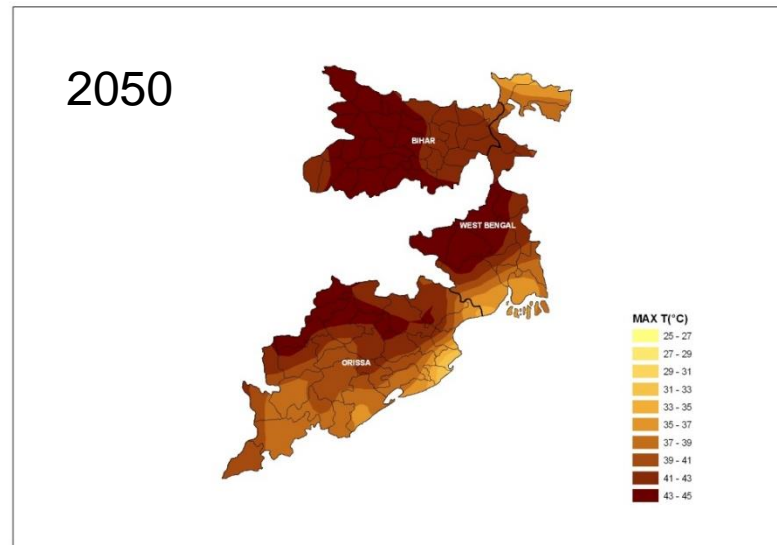 2050
BIHAR
WEST BENGAL
ORISSA
MAX T(°C)
25 - 27
27 - 29
29 - 31
31 - 33
33 - 35
35 - 37
37 - 39
39 - 41
41 - 43
43 - 45